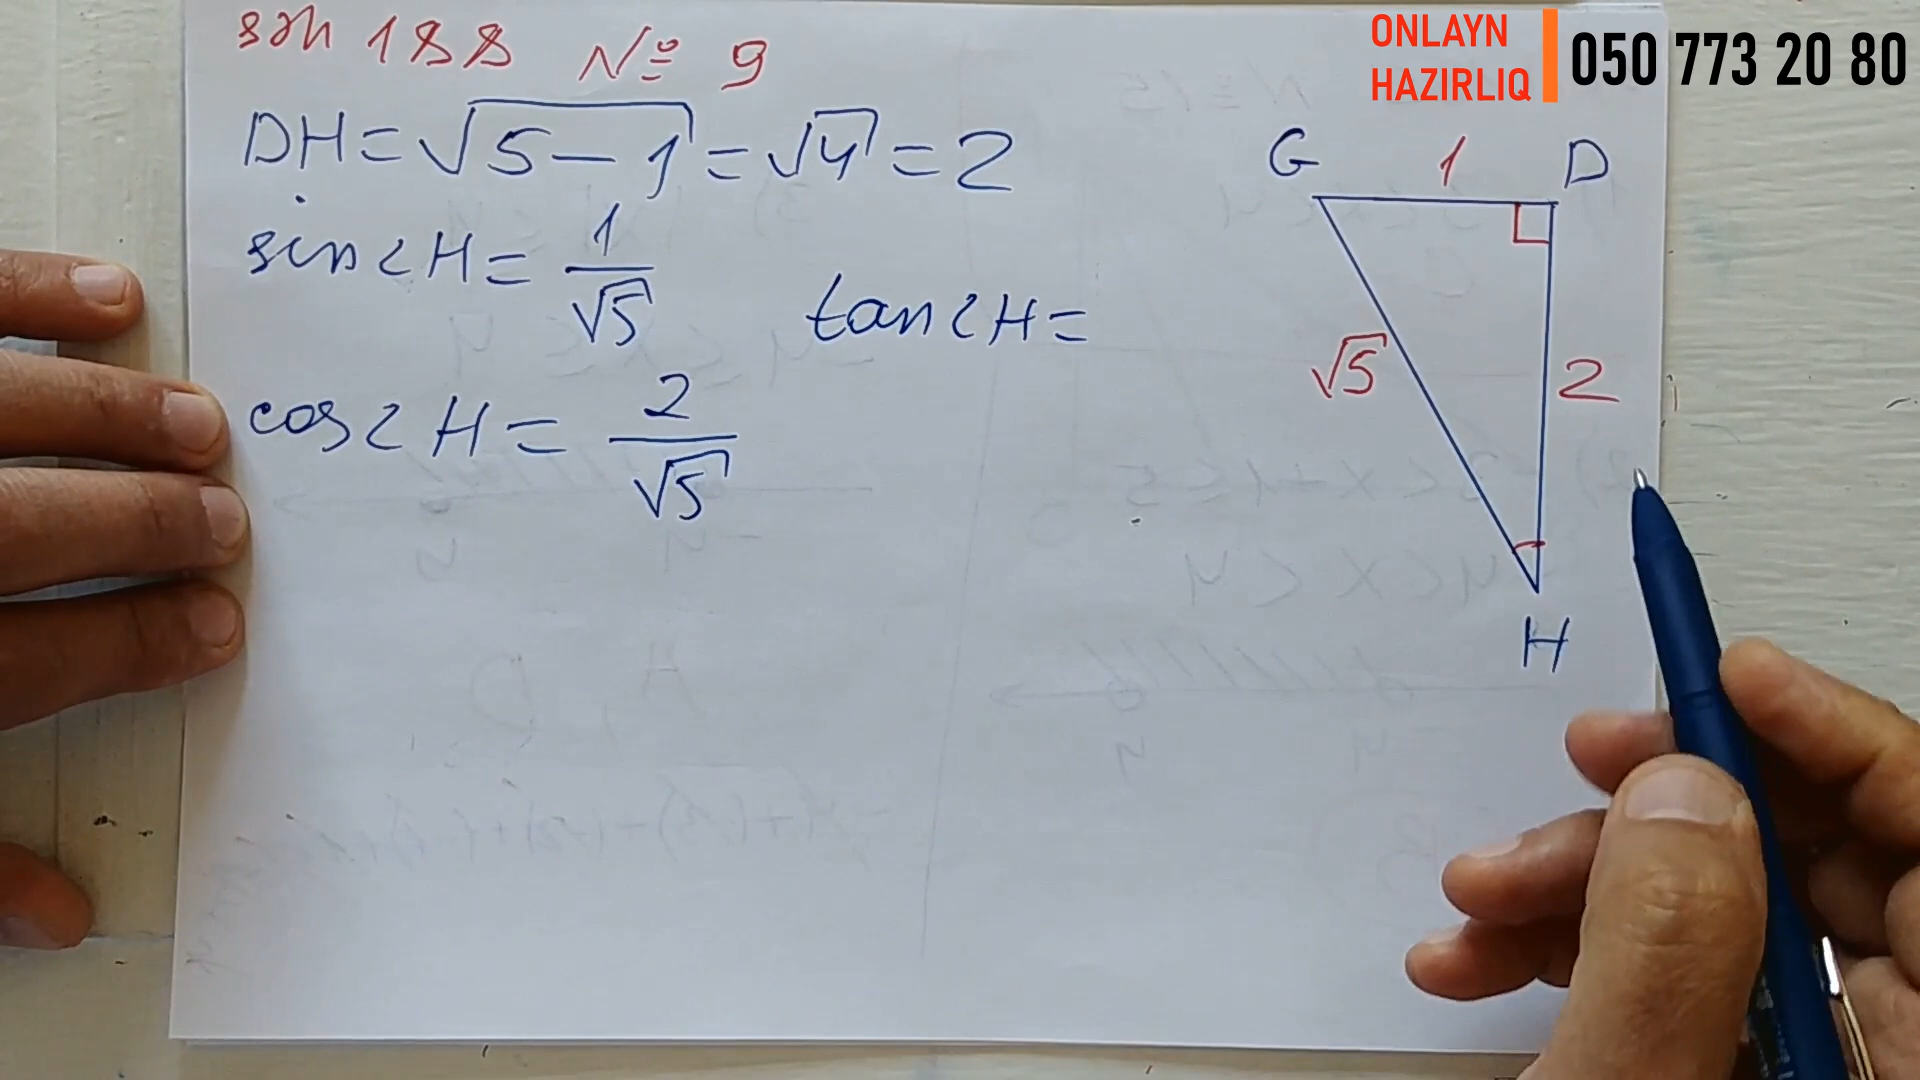 səh 188 № 9
DH = √5 − 1 = √4 = 2
sin∠H = 1/√5
tan∠H =
cos∠H = 2/√5
ONLAYN
HAZIRLIQ
050 773 20 80
G 1 D
√5 2
H